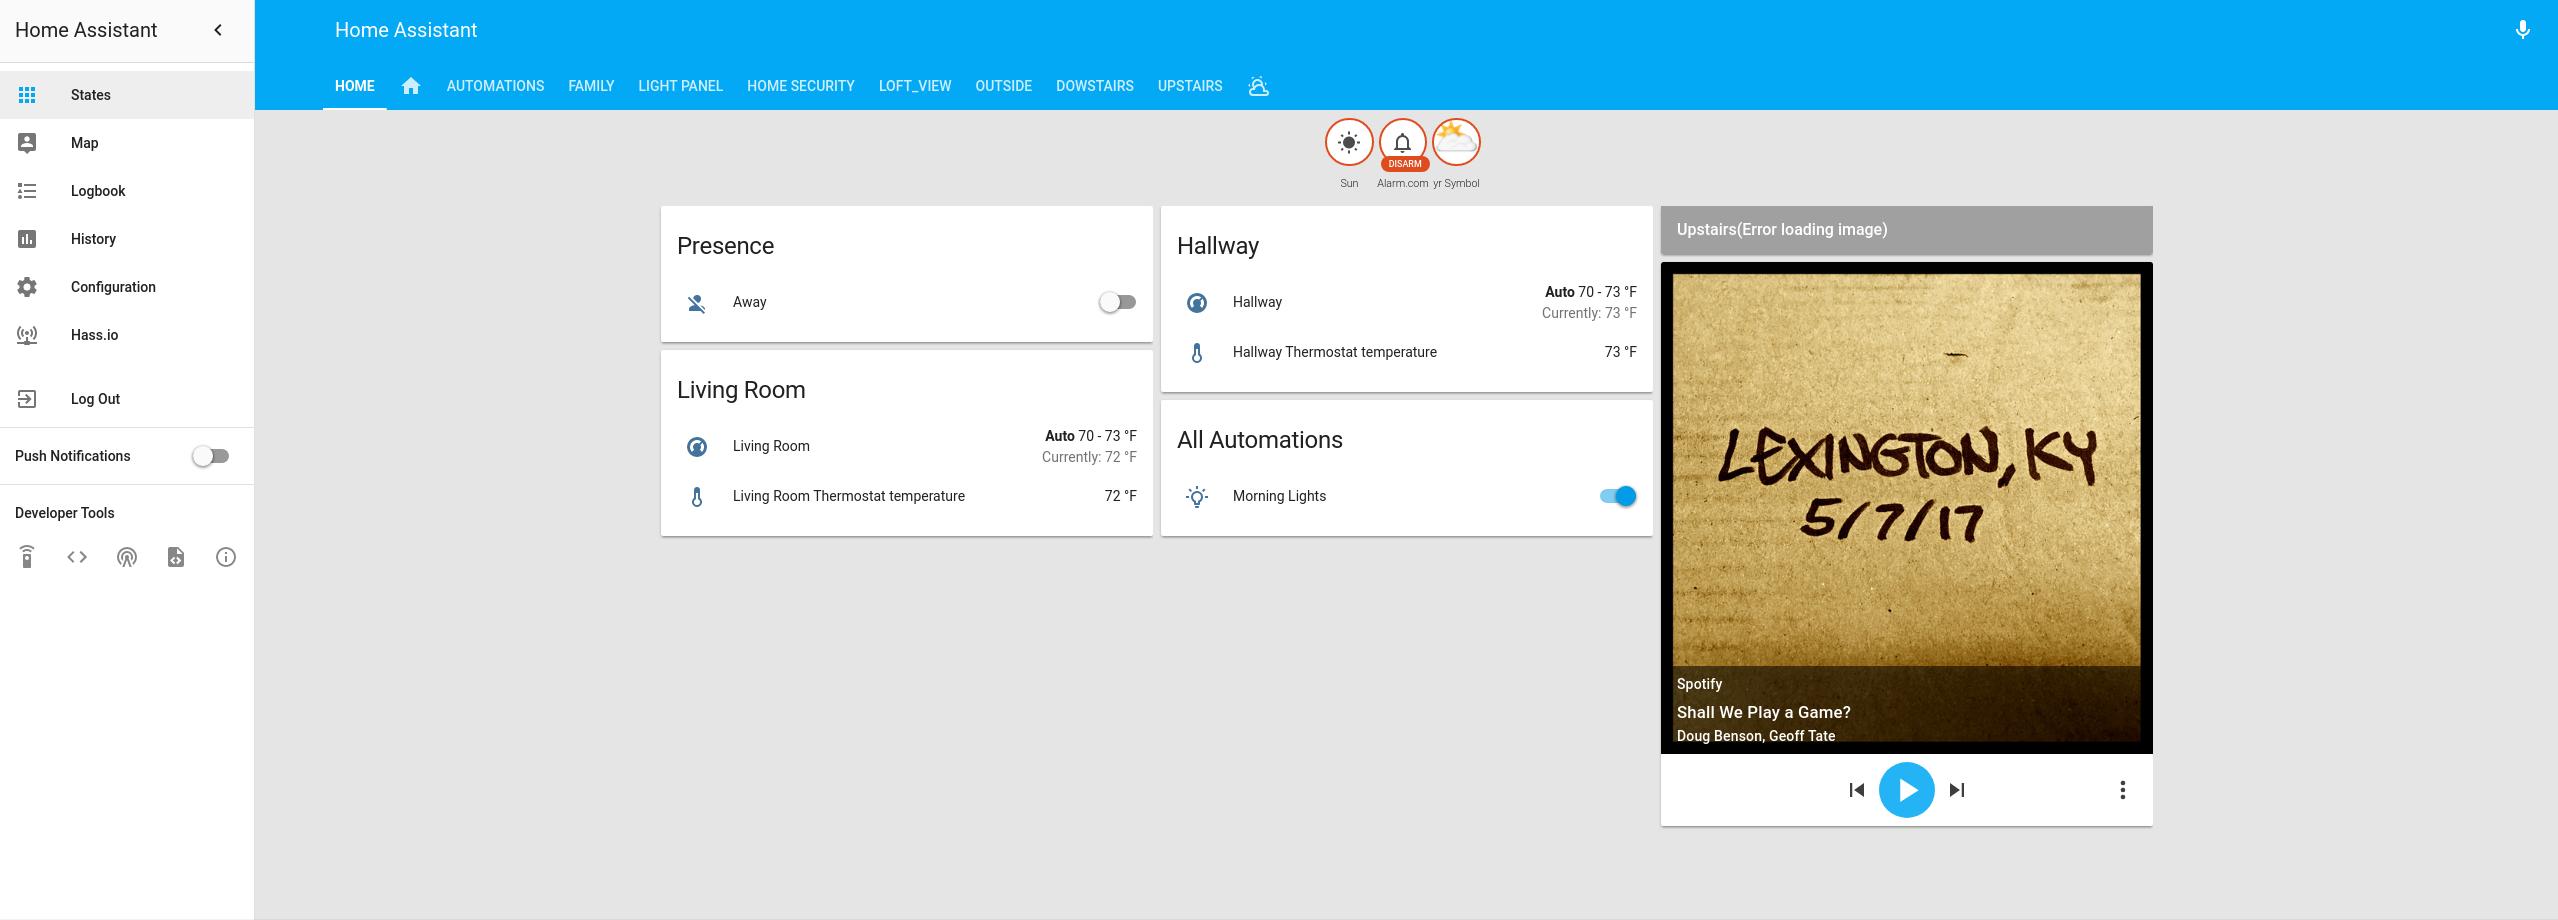 Home Assistant
States
Map
Logbook
History
Configuration
Hass.io
Log Out
Push Notifications
Developer Tools
Home Assistant
HOME AUTOMATIONS FAMILY LIGHT PANEL HOME SECURITY LOFT_VIEW OUTSIDE DOWSTAIRS UPSTAIRS
DISARM
Sun Alarm.com yr Symbol
Presence
Away
Living Room
Living Room Auto 70 - 73 °F
Currently: 72 °F
Living Room Thermostat temperature 72 °F
Hallway
Hallway Auto 70 - 73 °F
Currently: 73 °F
Hallway Thermostat temperature 73 °F
All Automations
Morning Lights
Upstairs(Error loading image)
LEXINGTON, KY
5/7/17
Spotify
Shall We Play a Game?
Doug Benson, Geoff Tate